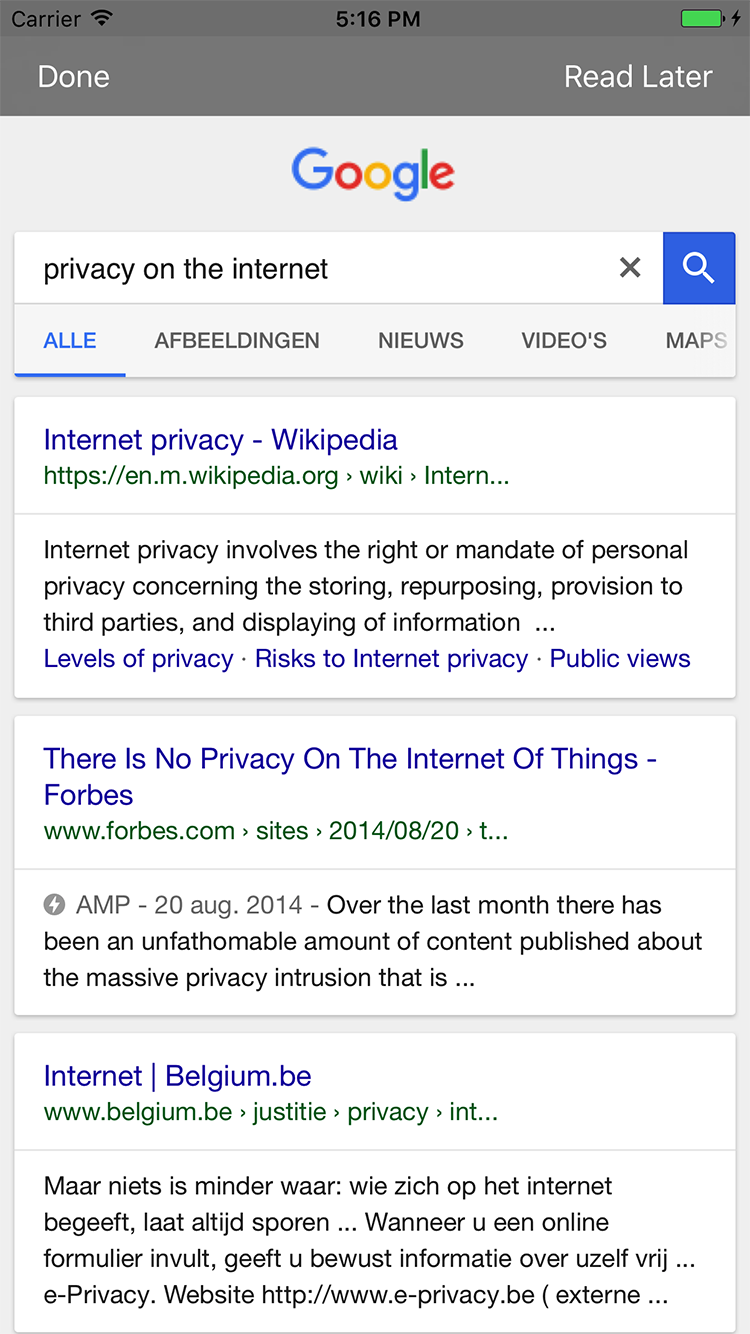 Carrier 5:16 PM
Done Read Later
Google
privacy on the internet
ALLE AFBEELDINGEN NIEUWS VIDEO'S MAPS
Internet privacy - Wikipedia
https://en.m.wikipedia.org › wiki › Intern...
Internet privacy involves the right or mandate of personal
privacy concerning the storing, repurposing, provision to
third parties, and displaying of information ...
Levels of privacy · Risks to Internet privacy · Public views
There Is No Privacy On The Internet Of Things -
Forbes
www.forbes.com › sites › 2014/08/20 › t...
AMP - 20 aug. 2014 - Over the last month there has
been an unfathomable amount of content published about
the massive privacy intrusion that is ...
Internet | Belgium.be
www.belgium.be › justitie › privacy › int...
Maar niets is minder waar: wie zich op het internet
begeeft, laat altijd sporen ... Wanneer u een online
formulier invult, geeft u bewust informatie over uzelf vrij ...
e-Privacy. Website http://www.e-privacy.be ( externe ...